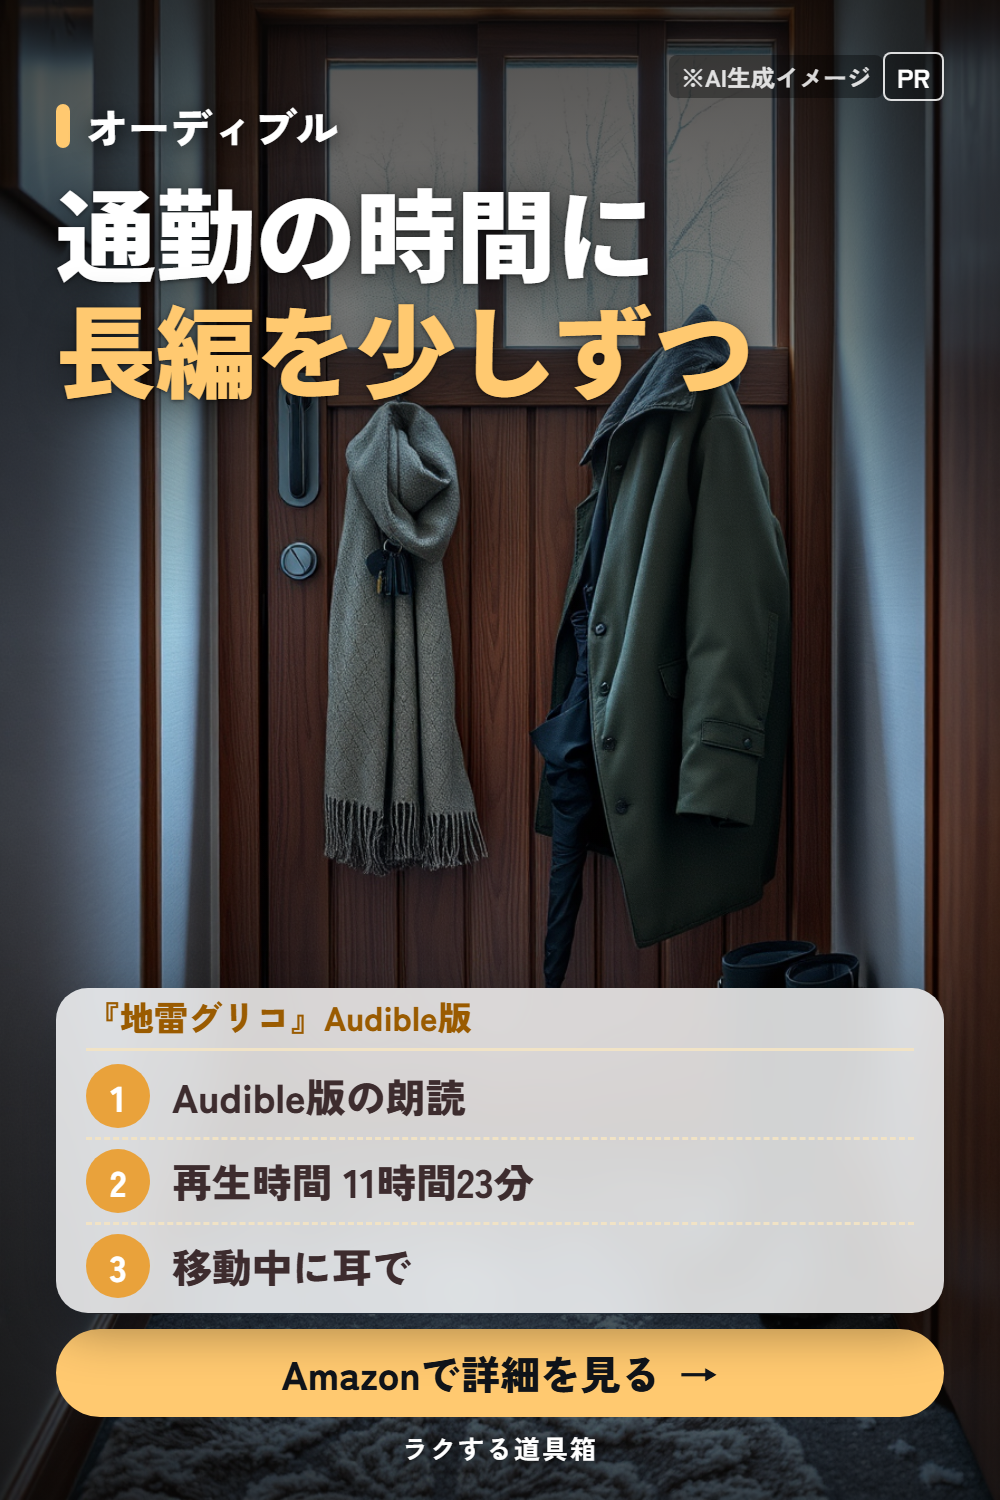 ※AI生成イメージ PR
オーディブル
通勤の時間に
長編を少しずつ
『地雷グリコ』Audible版
1 Audible版の朗読
2 再生時間 11時間23分
3 移動中に耳で
Amazonで詳細を見る →
ラクする道具箱